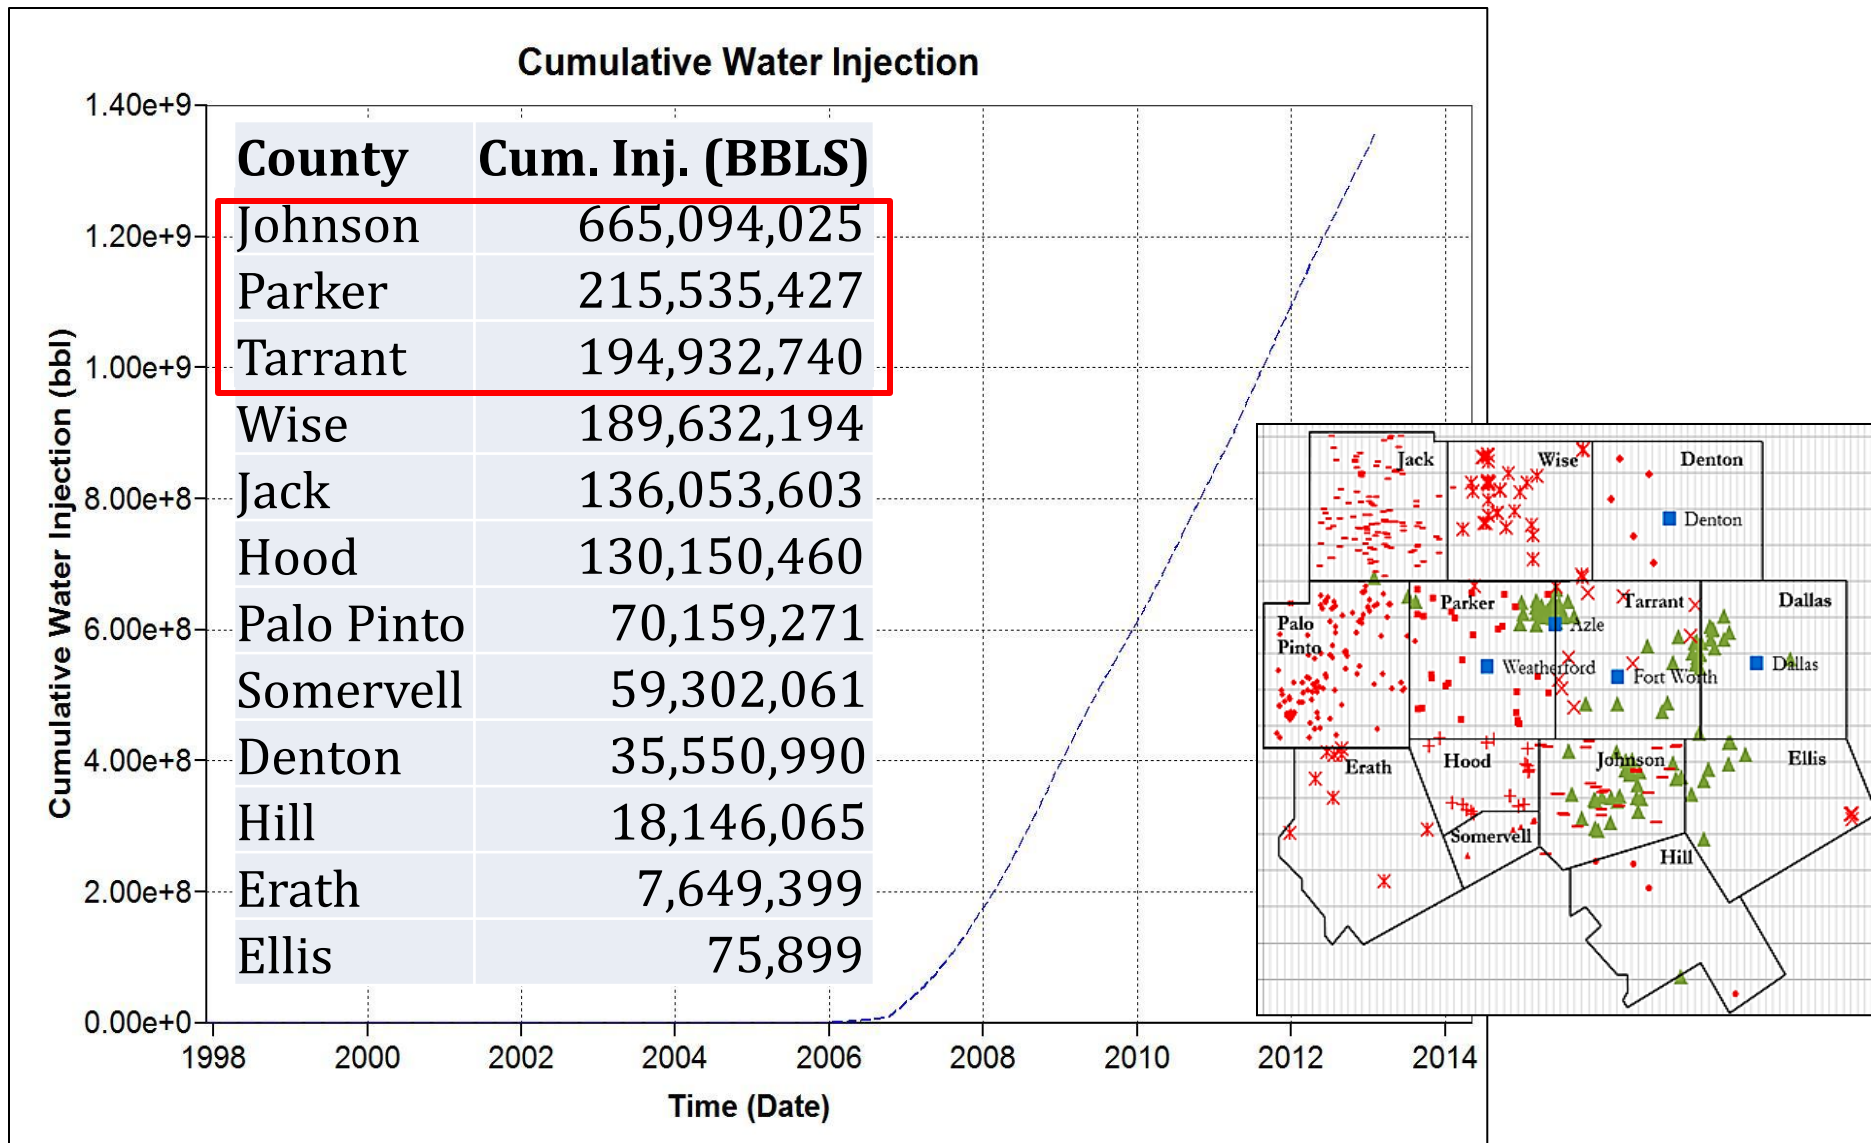 Cumulative Water Injection
Cumulative Water Injection (bbl)
1.40e+9
1.20e+9
1.00e+9
8.00e+8
6.00e+8
4.00e+8
2.00e+8
0.00e+0
County Cum. Inj. (BBLS)
Johnson 665,094,025
Parker 215,535,427
Tarrant 194,932,740
Wise 189,632,194
Jack 136,053,603
Hood 130,150,460
Palo Pinto 70,159,271
Somervell 59,302,061
Denton 35,550,990
Hill 18,146,065
Erath 7,649,399
Ellis 75,899
1998 2000 2002 2004 2006 2008 2010 2012 2014
Time (Date)
Jack Wise Denton
Denton
Parker Tarrant Dallas
Palo
Pinto
Azle
Weatherford Fort Worth Dallas
Erath Hood Johnson Ellis
Somervell
Hill